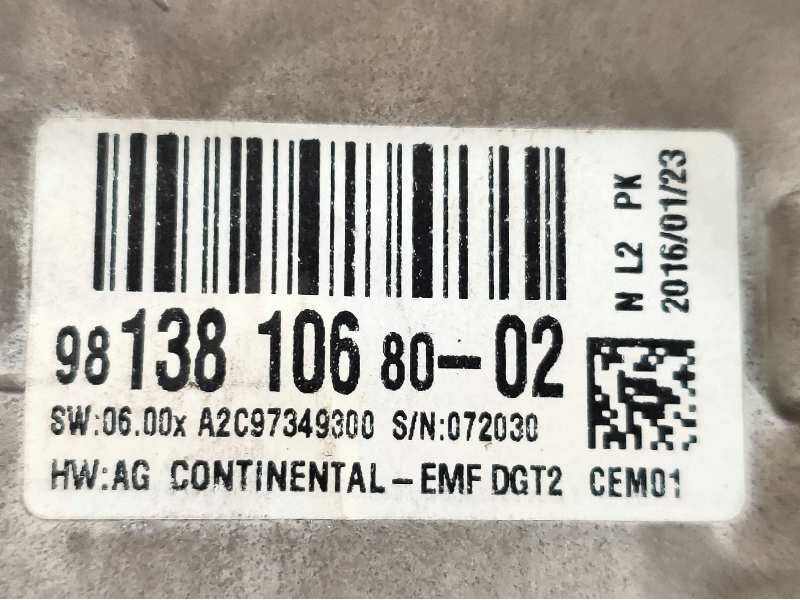 98 138 106 80-02
SW:06.00x A2C97349300 S/N:072030
HW:AG CONTINENTAL-EMF DGT2 CEM01
N L2 PK
2016/01/23